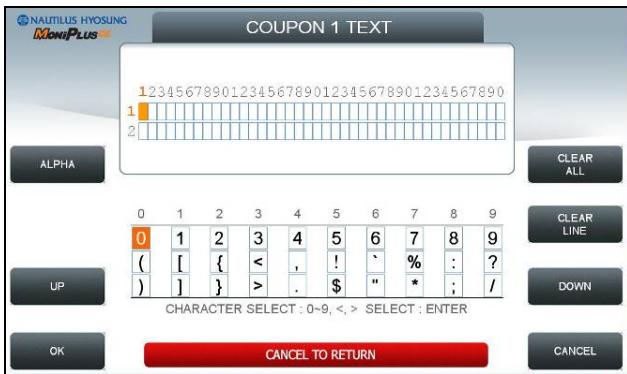 NAUTILUS HYOSUNG
MoniPlus
COUPON 1 TEXT
1234567890123456789012345678901234567890
1
2
ALPHA
CLEAR ALL
0 1 2 3 4 5 6 7 8 9
CLEAR LINE
0 1 2 3 4 5 6 7 8 9
( [ { < , ! ` % : ?
) ] } > . $ " * ; /
UP
DOWN
CHARACTER SELECT : 0~9, <, > SELECT : ENTER
OK
CANCEL TO RETURN
CANCEL